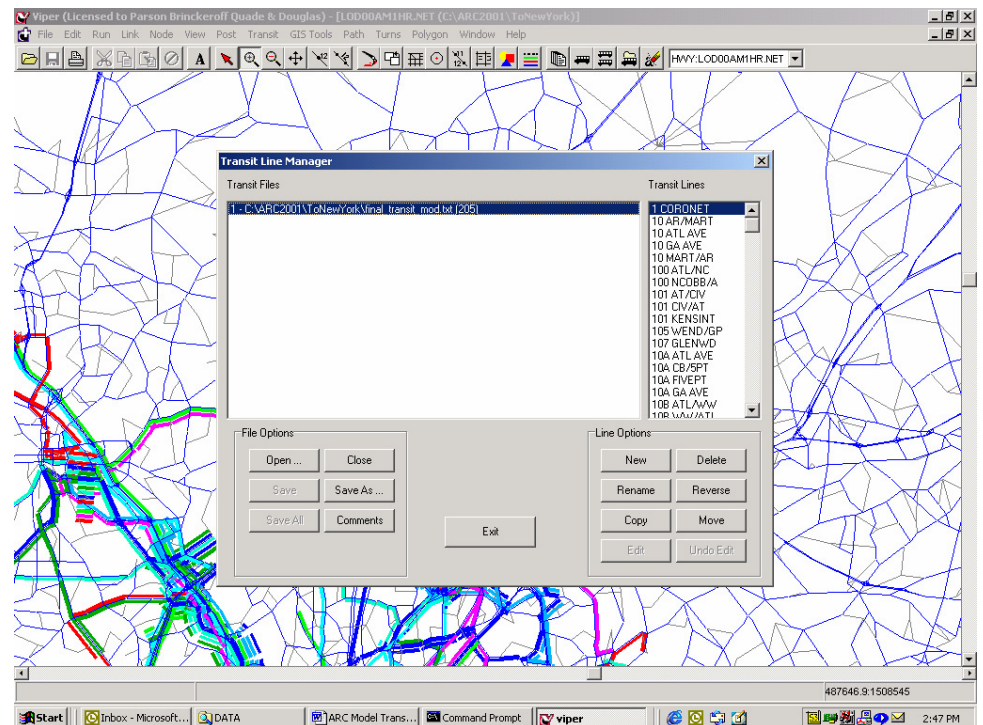 Viper (Licensed to Parson Brinckeroff Quade & Douglas) - [LOD00AM1HR.NET (C:\ARC2001\ToNewYork)]
File Edit Run Link Node View Post Transit GIS Tools Path Turns Polygon Window Help
A HWY:LOD00AM1HR.NET
Transit Line Manager
Transit Files Transit Lines
1 - C:\ARC2001\ToNewYork\final_transit_mod.txt (205)
1 CORONET
10 AR/MART
10 ATL AVE
10 GA AVE
10 MART/AR
100 ATL/NC
100 NCOBB/A
101 AT/CIV
101 CIV/AT
101 KENSINT
105 WEND/GP
107 GLENWD
10A ATL AVE
10A CB/5PT
10A FIVEPT
10A GA AVE
10B ATL/WW
10B WW/ATL
File Options Line Options
Open ... Close New Delete
Save Save As ... Rename Reverse
Save All Comments Exit Copy Move
Edit Undo Edit
487646.9:1508545
Start Inbox - Microsoft... DATA ARC Model Trans... Command Prompt viper 2:47 PM